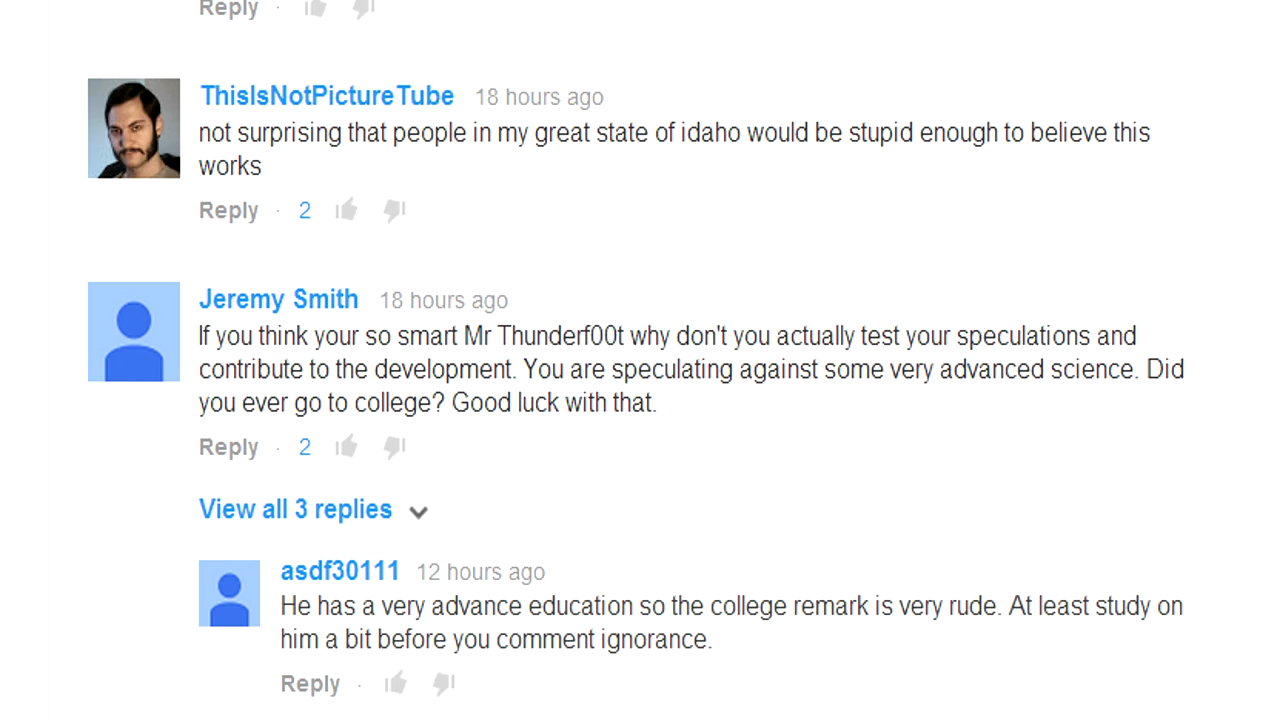 Reply ·
ThisIsNotPictureTube 18 hours ago
not surprising that people in my great state of idaho would be stupid enough to believe this
works
Reply · 2
Jeremy Smith 18 hours ago
If you think your so smart Mr Thunderf00t why don't you actually test your speculations and
contribute to the development. You are speculating against some very advanced science. Did
you ever go to college? Good luck with that.
Reply · 2
View all 3 replies
asdf30111 12 hours ago
He has a very advance education so the college remark is very rude. At least study on
him a bit before you comment ignorance.
Reply ·